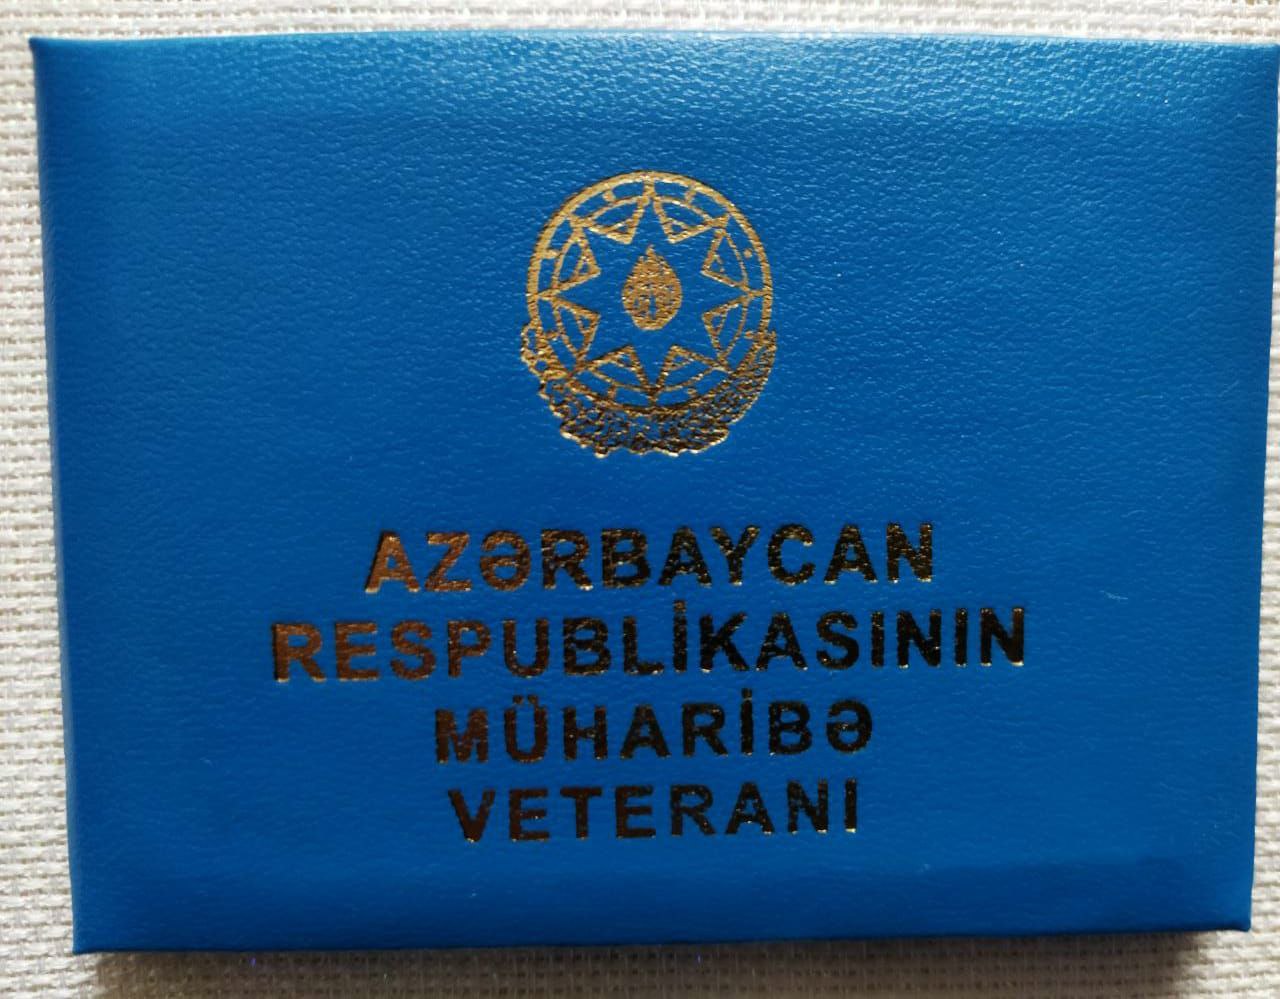 AZƏRBAYCAN
RESPUBLİKASININ
MÜHARİBƏ
VETERANI